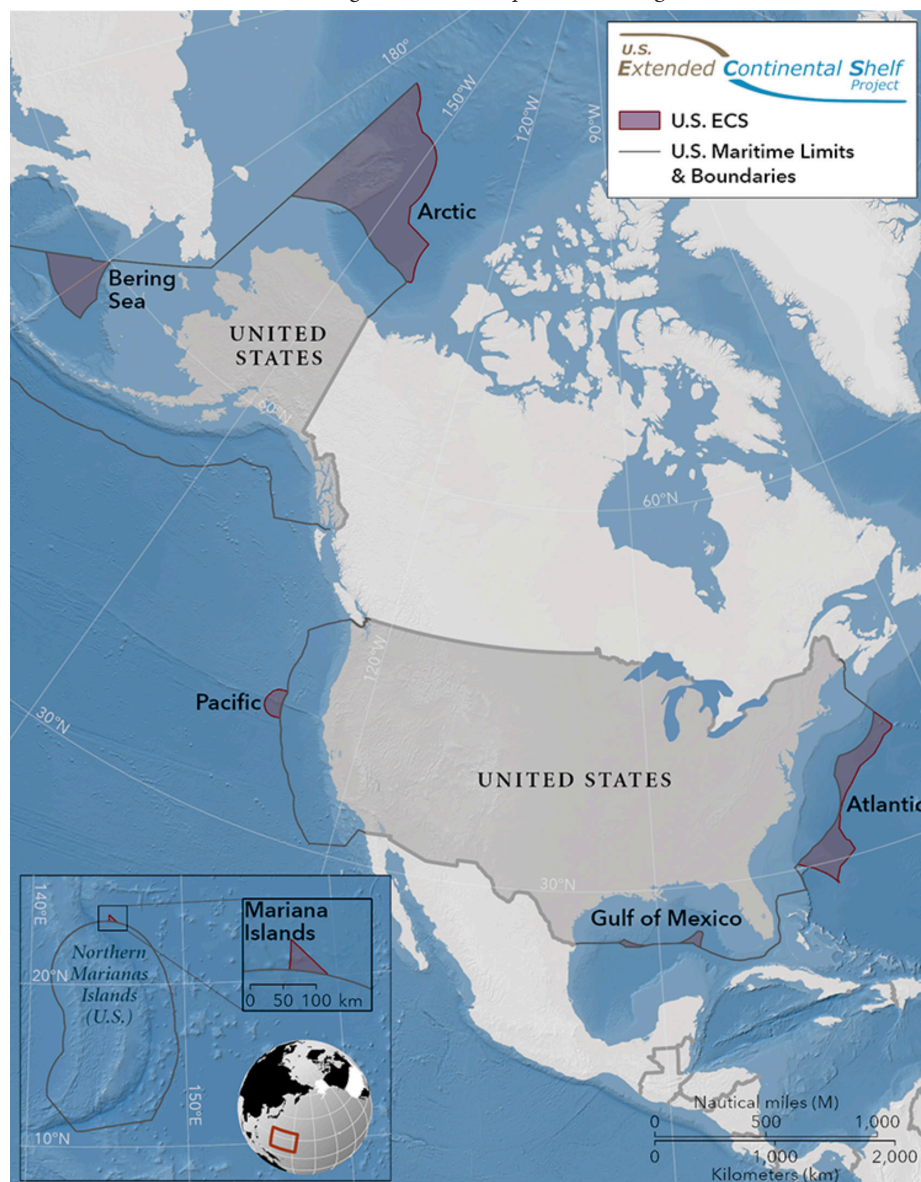 U.S.
Extended Continental Shelf
Project
U.S. ECS
U.S. Maritime Limits
& Boundaries
180°
150°W
120°W
90°W
Arctic
Bering
Sea
UNITED
STATES
60°N
60°N
120°W
Pacific
30°N
UNITED STATES
Atlantic
30°N
Gulf of Mexico
140°E
Mariana
Islands
0 50 100 km
Northern
Marianas
Islands
(U.S.)
20°N
150°E
10°N
Nautical miles (M)
0 500 1,000
0 1,000 2,000
Kilometers (km)